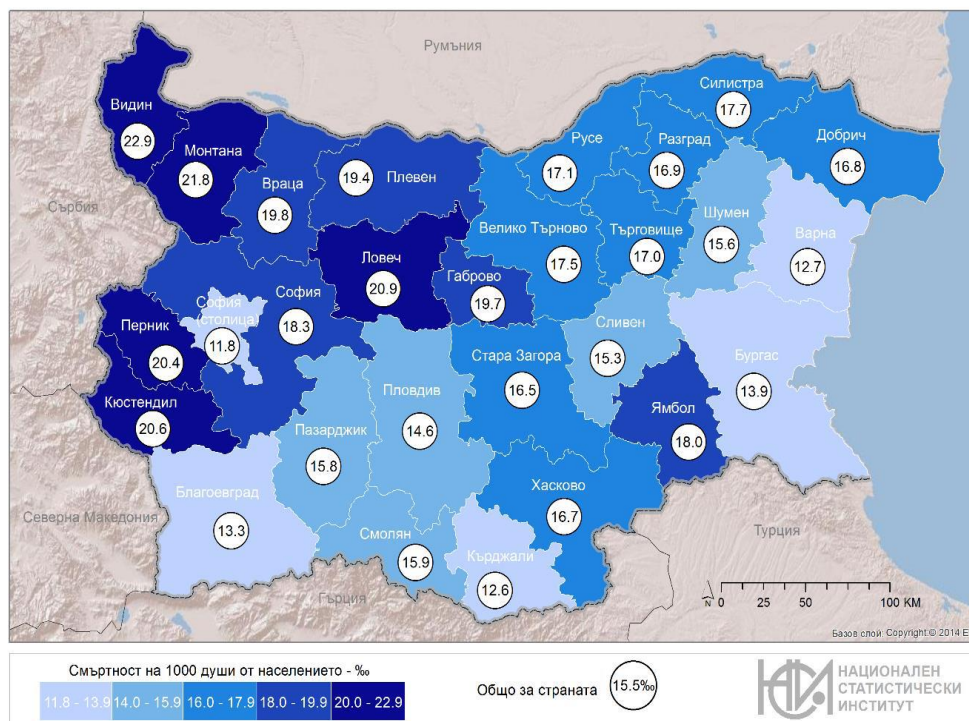 Румъния
Силистра
17.7
Видин
22.9
Русе
17.1
Разград
16.9
Добрич
16.8
Монтана
21.8
Враца
19.8
19.4
Плевен
Сърбия
Шумен
15.6
Варна
12.7
Велико Търново
17.5
Търговище
17.0
Ловеч
20.9
Габрово
19.7
София
(столица)
11.8
София
18.3
Перник
20.4
Сливен
15.3
Стара Загора
16.5
Бургас
13.9
Пловдив
14.6
Кюстендил
20.6
Ямбол
18.0
Пазарджик
15.8
Благоевград
13.3
Хасково
16.7
Северна Македония
Смолян
15.9
Кърджали
12.6
Турция
Гърция
N 0 25 50 100 КМ
Базов слой: Copyright:© 2014 E
Смъртност на 1000 души от населението - ‰
11.8 - 13.9 14.0 - 15.9 16.0 - 17.9 18.0 - 19.9 20.0 - 22.9
Общо за страната 15.5‰
НСИ
НАЦИОНАЛЕН
СТАТИСТИЧЕСКИ
ИНСТИТУТ